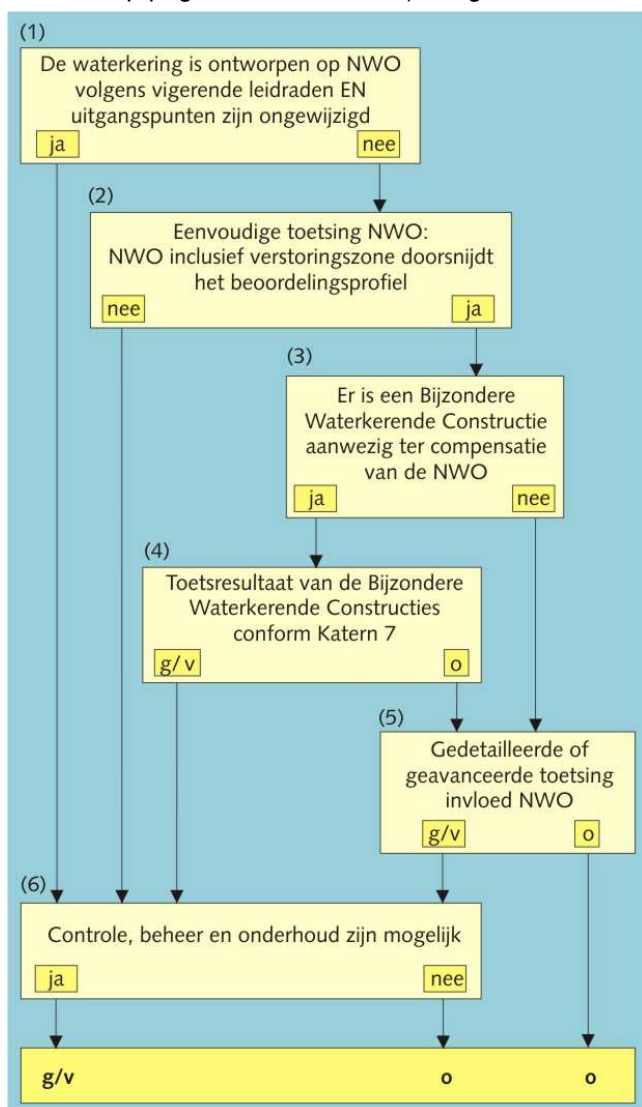 (1)
De waterkering is ontworpen op NWO
volgens vigerende leidraden EN
uitgangspunten zijn ongewijzigd
ja nee
(2)
Eenvoudige toetsing NWO:
NWO inclusief verstoringszone doorsnijdt
het beoordelingsprofiel
nee ja
(3)
Er is een Bijzondere
Waterkerende Constructie
aanwezig ter compensatie
van de NWO
ja nee
(4)
Toetsresultaat van de Bijzondere
Waterkerende Constructies
conform Katern 7
g/v o
(5)
Gedetailleerde of
geavanceerde toetsing
invloed NWO
g/v o
(6)
Controle, beheer en onderhoud zijn mogelijk
ja nee
g/v o o